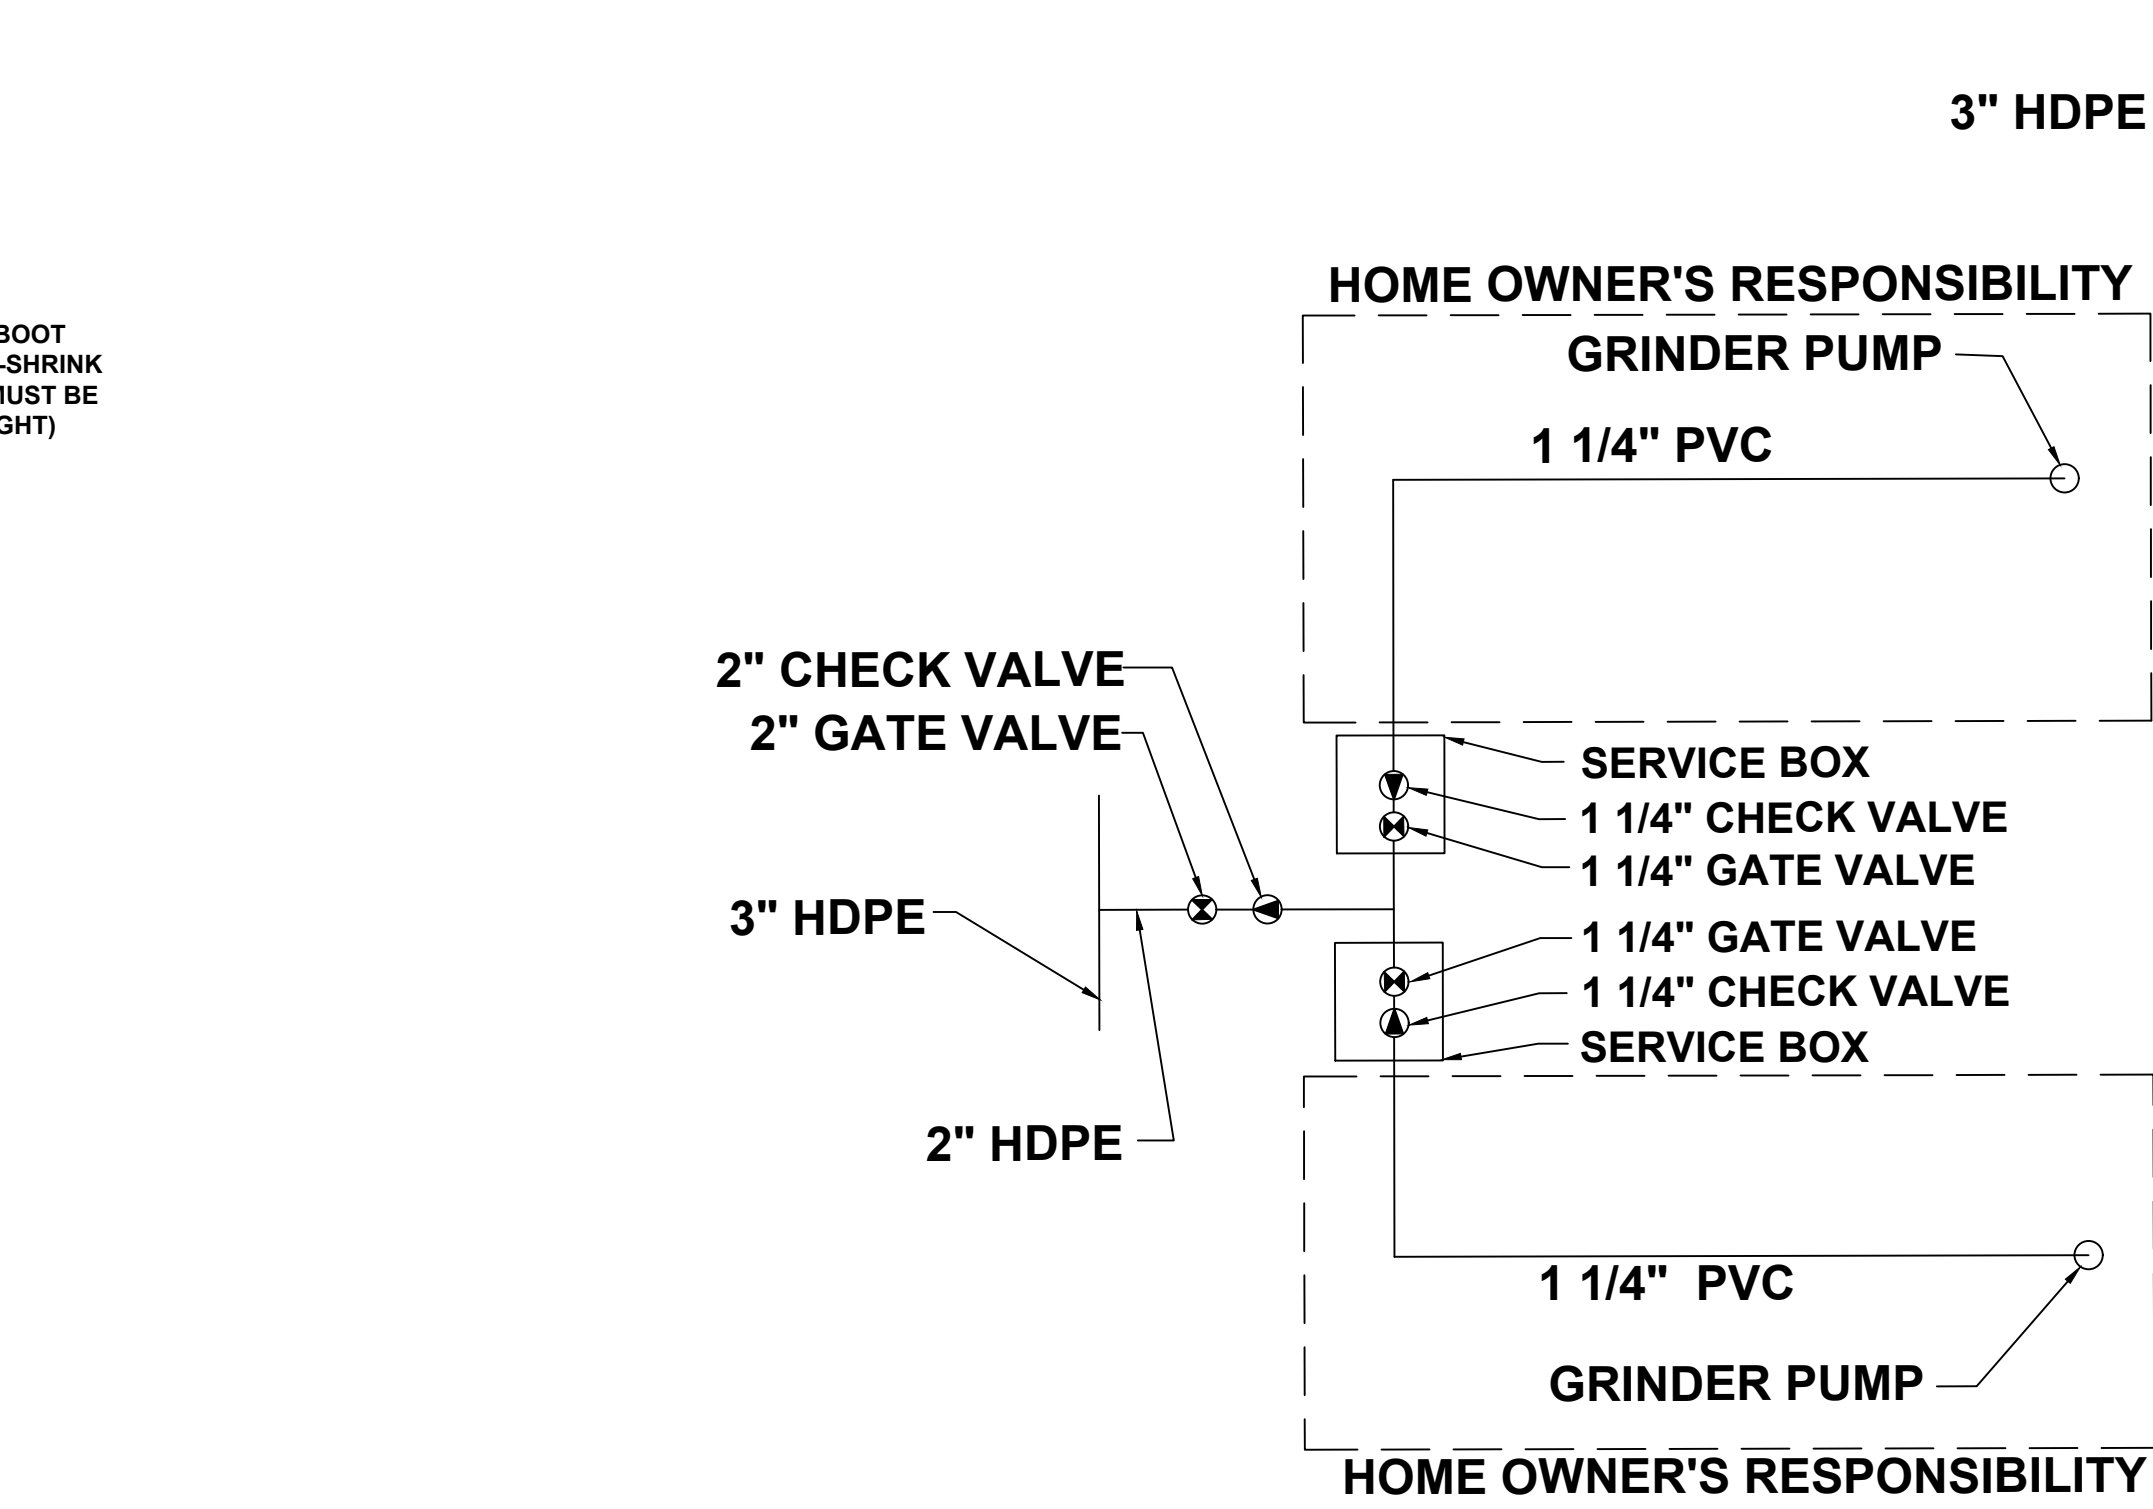 3" HDPE
HOME OWNER'S RESPONSIBILITY
BOOT
-SHRINK
MUST BE
GHT)
GRINDER PUMP
1 1/4" PVC
2" CHECK VALVE
2" GATE VALVE
SERVICE BOX
1 1/4" CHECK VALVE
1 1/4" GATE VALVE
3" HDPE
1 1/4" GATE VALVE
1 1/4" CHECK VALVE
SERVICE BOX
2" HDPE
1 1/4" PVC
GRINDER PUMP
HOME OWNER'S RESPONSIBILITY